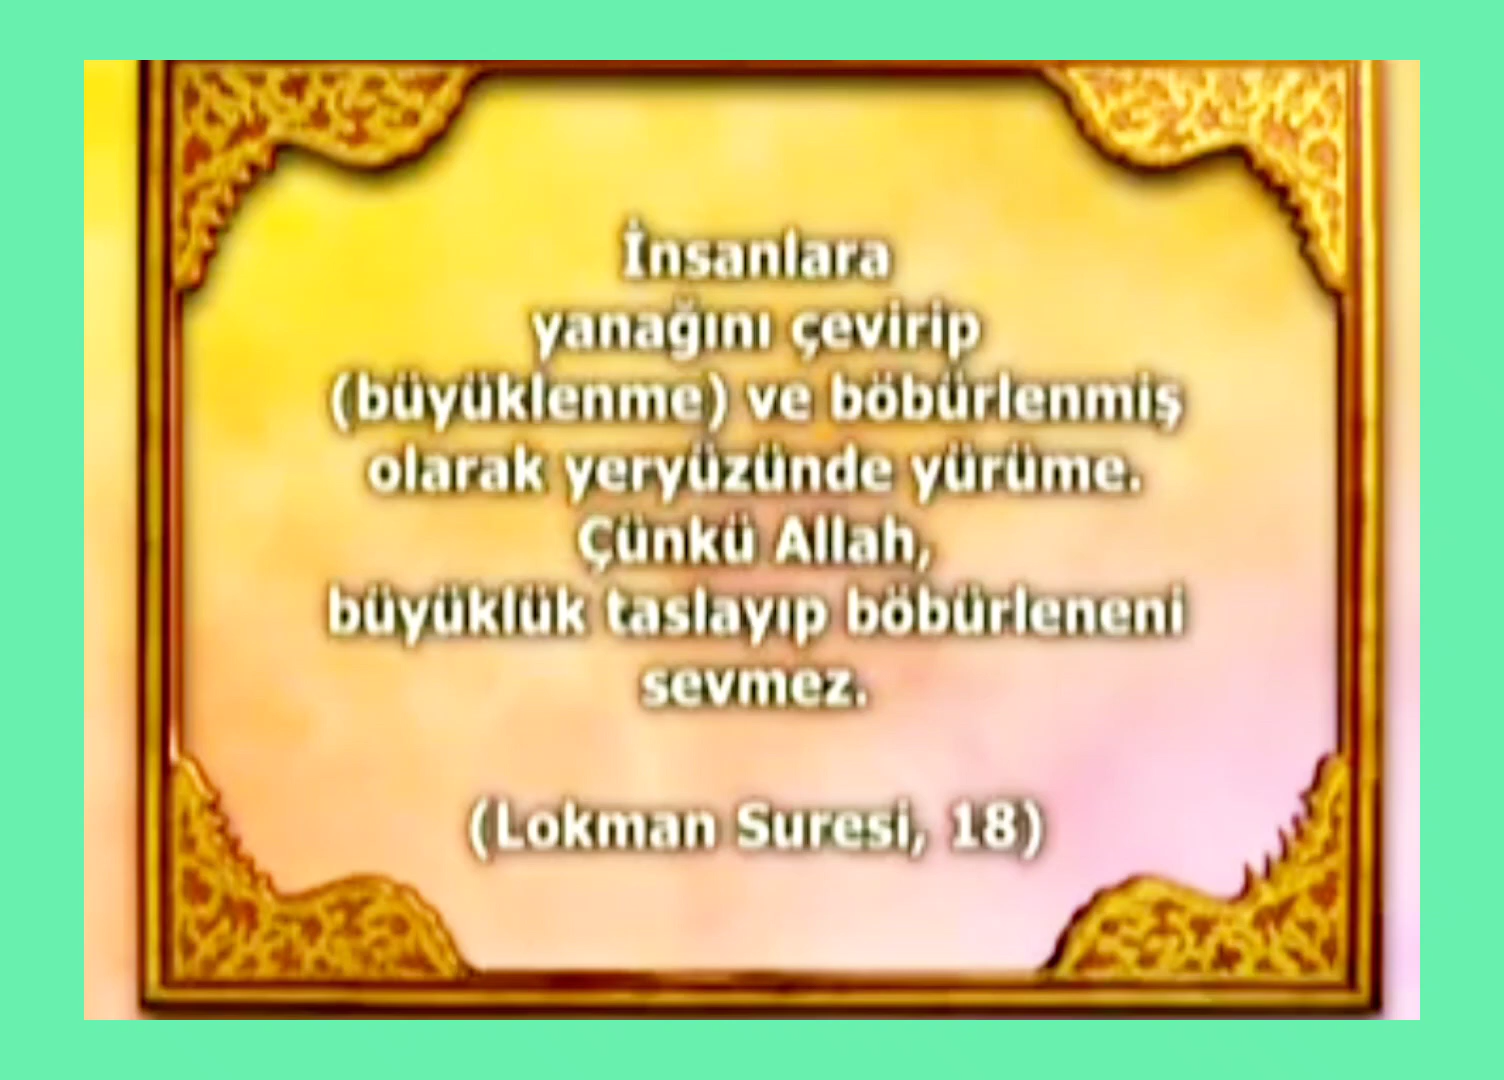 İnsanlara
yanağını çevirip
(büyüklenme) ve böbürlenmiş
olarak yeryüzünde yürüme.
Çünkü Allah,
büyüklük taslayıp böbürleneni
sevmez.
(Lokman Suresi, 18)